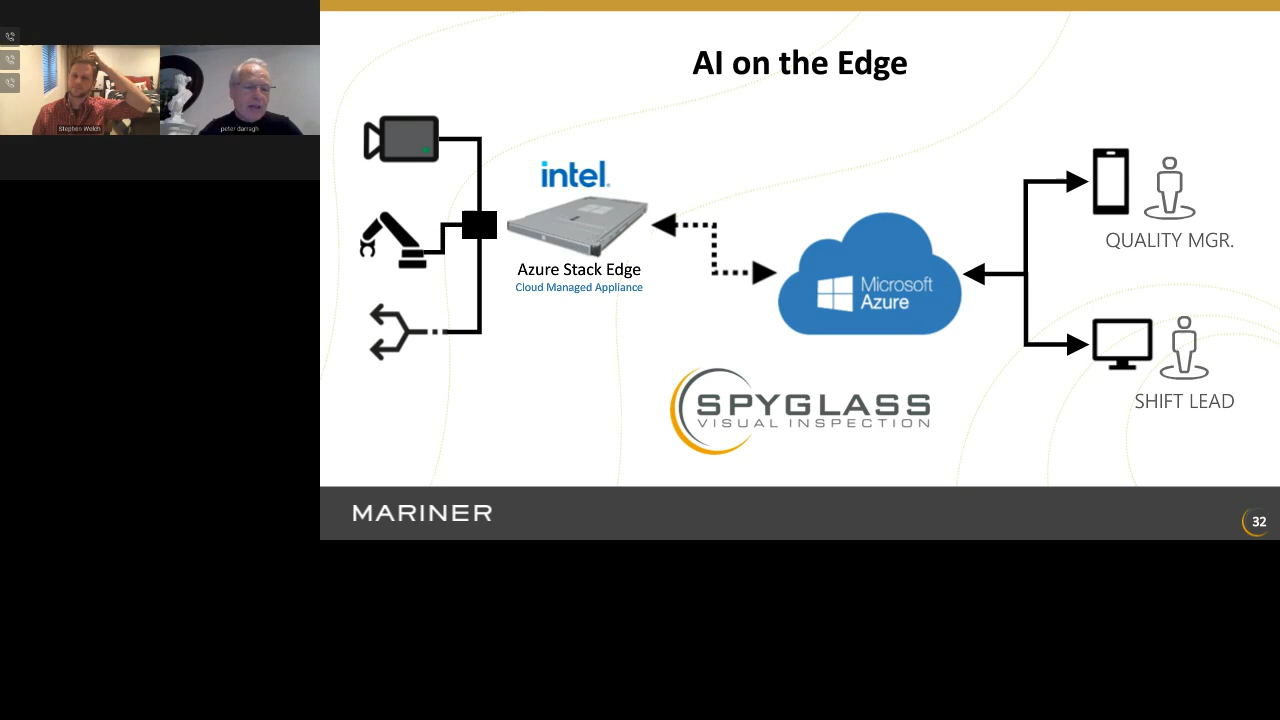 Stephen Welch
peter darragh
AI on the Edge
intel.
Azure Stack Edge
Cloud Managed Appliance
Microsoft
Azure
QUALITY MGR.
SHIFT LEAD
SPYGLASS
VISUAL INSPECTION
MARINER
32